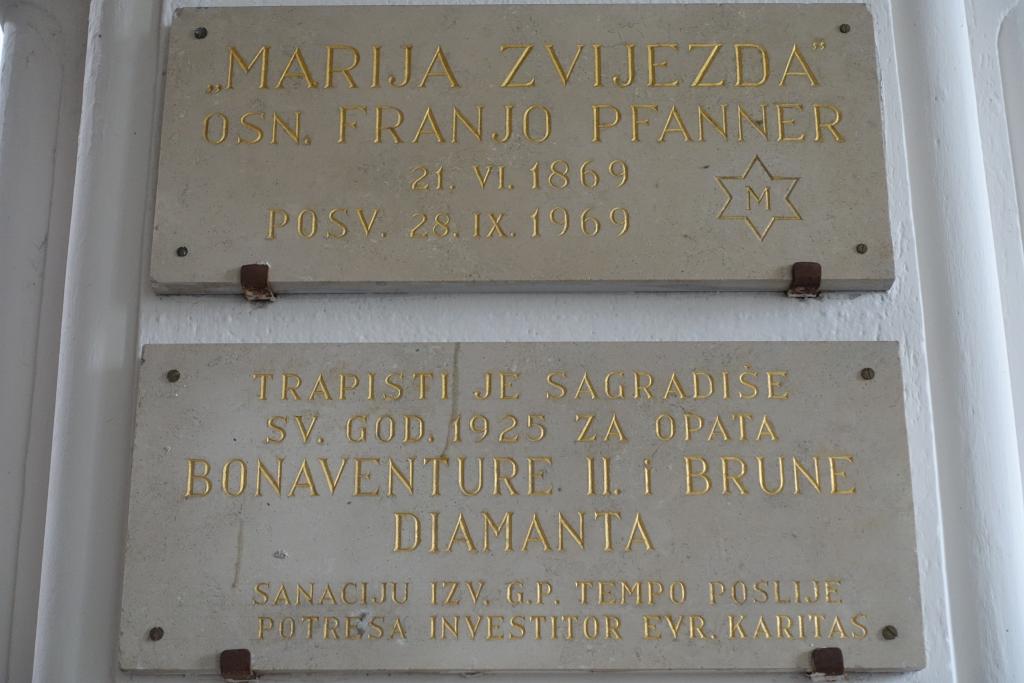 „MARIJA ZVIJEZDA"
OSN. FRANJO PFANNER
21. VI. 1869
M
POSV. 28. IX. 1969
TRAPISTI JE SAGRADIŠE
SV. GOD. 1925 ZA OPATA
BONAVENTURE II. i BRUNE
DIAMANTA
SANACIJU IZV. G.P. TEMPO POSLIJE
POTRESA INVESTITOR EVR. KARITAS